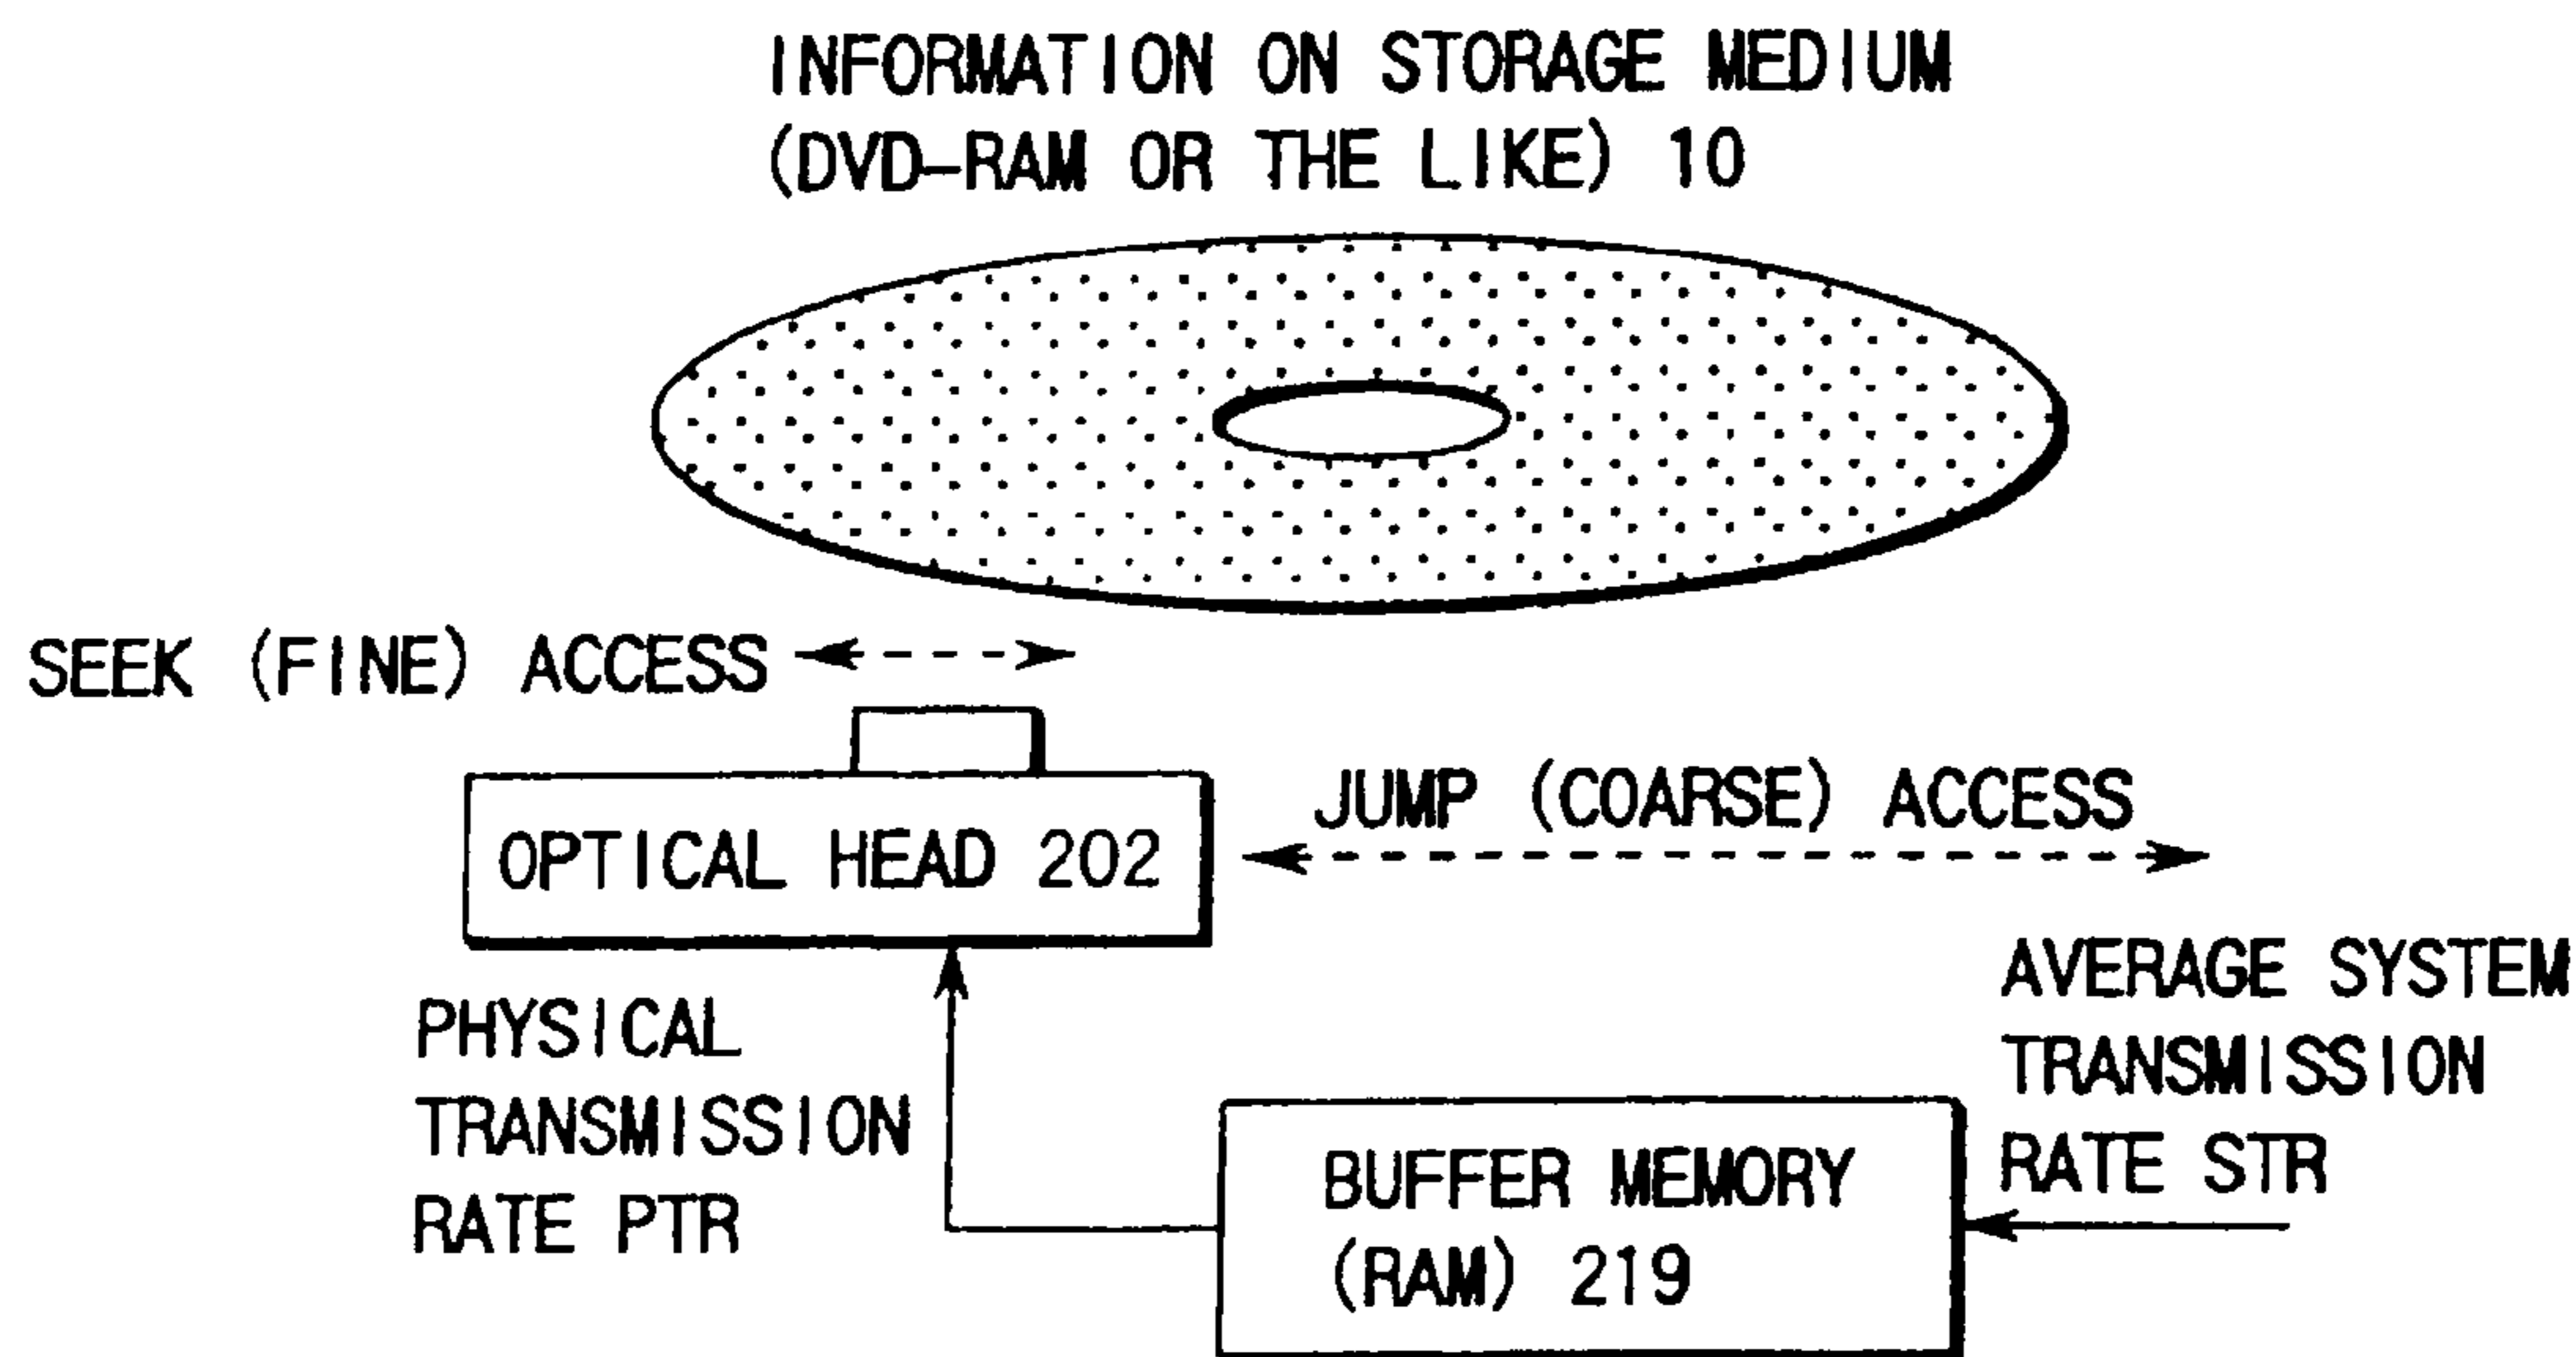 INFORMATION ON STORAGE MEDIUM
(DVD-RAM OR THE LIKE) 10
SEEK (FINE) ACCESS
OPTICAL HEAD 202
JUMP (COARSE) ACCESS
PHYSICAL
TRANSMISSION
RATE PTR
AVERAGE SYSTEM
TRANSMISSION
RATE STR
BUFFER MEMORY
(RAM) 219